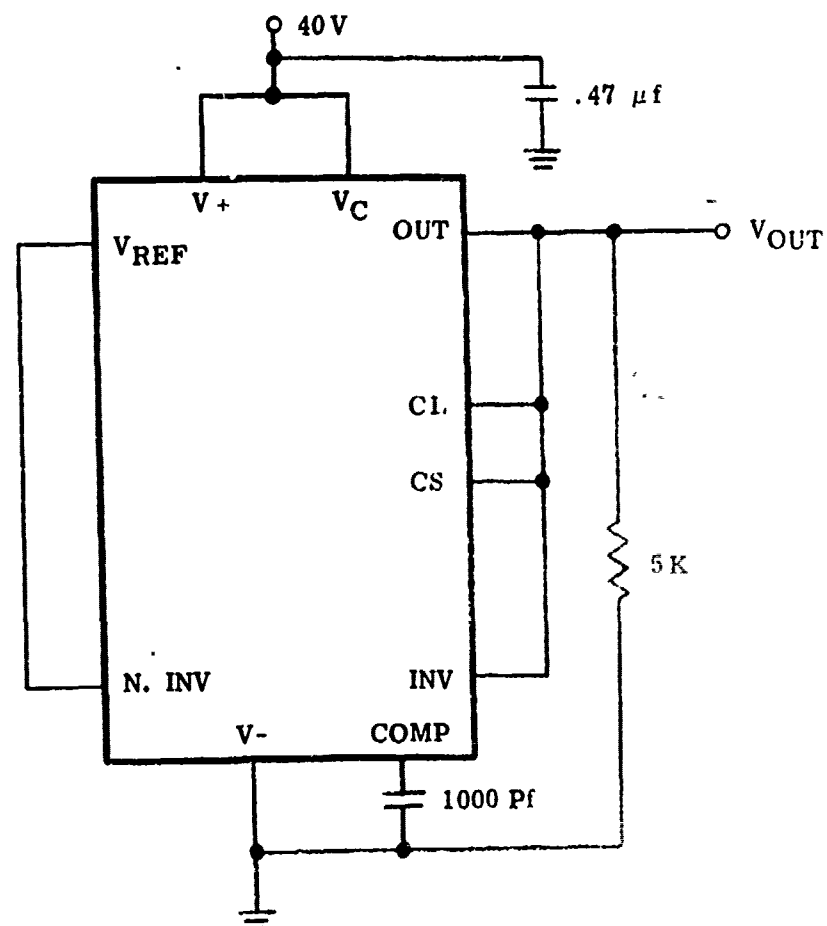 40 V
.47 μf
V+
VC
OUT
VOUT
VREF
CL
CS
5 K
N. INV
INV
V-
COMP
1000 Pf